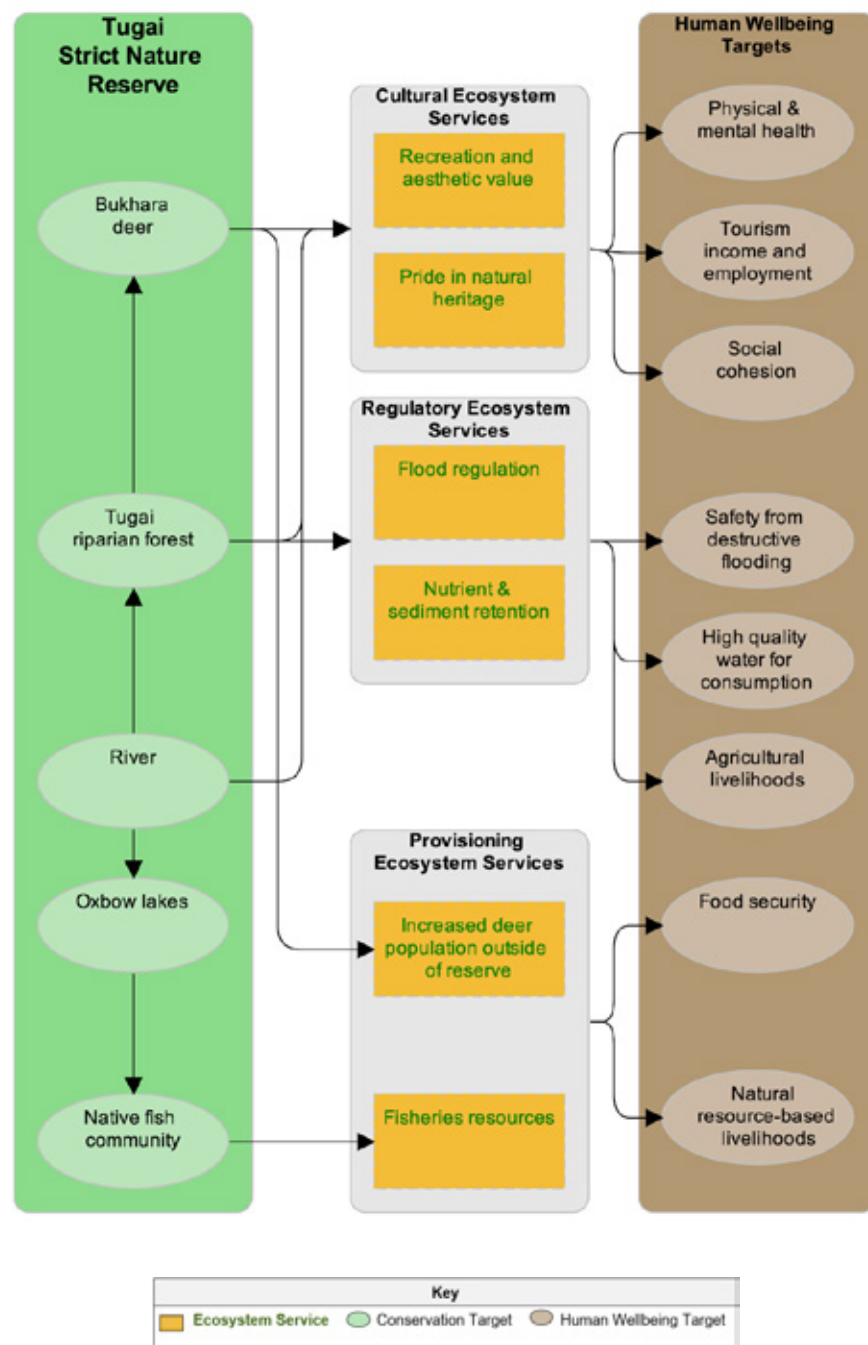 Tugai
Strict Nature
Reserve
Bukhara
deer
Tugai
riparian forest
River
Oxbow lakes
Native fish
community
Cultural Ecosystem
Services
Recreation and
aesthetic value
Pride in natural
heritage
Regulatory Ecosystem
Services
Flood regulation
Nutrient &
sediment retention
Provisioning
Ecosystem Services
Increased deer
population outside
of reserve
Fisheries resources
Human Wellbeing
Targets
Physical &
mental health
Tourism
income and
employment
Social
cohesion
Safety from
destructive
flooding
High quality
water for
consumption
Agricultural
livelihoods
Food security
Natural
resource-based
livelihoods
Key
Ecosystem Service Conservation Target Human Wellbeing Target